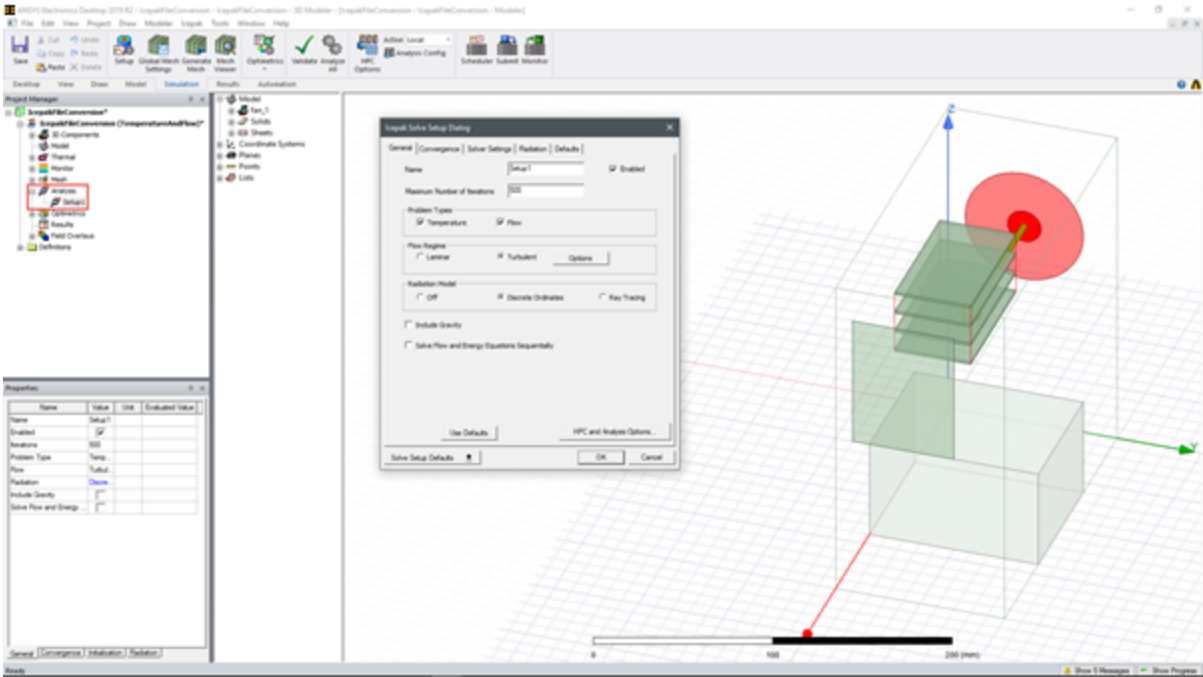 ANSYS Electronics Desktop 2019 R2 - IcepakFileConversion - IcepakFileConversion - 3D Modeler - [IcepakFileConversion - IcepakFileConversion - Modeler]
File Edit View Project Draw Modeler Icepak Tools Window Help
Save
Cut Undo
Copy Redo
Paste Delete
Setup
Global Mesh Settings
Generate Mesh
Mesh Viewer
Optimetrics
Validate
Analyze All
HPC Options
Active: Local
Analysis Config
Scheduler
Submit
Monitor
Desktop View Draw Model Simulation Results Automation
Project Manager
IcepakFileConversion*
IcepakFileConversion (TemperatureAndFlow)*
3D Components
Model
Thermal
Monitor
Mesh
Analysis
Setup1
Optimetrics
Results
Field Overlays
Definitions
Model
Fan_1
Solids
Sheets
Coordinate Systems
Planes
Points
Lists
Icepak Solve Setup Dialog
General Convergence Solver Settings Radiation Defaults
Name Setup1 Enabled
Maximum Number of Iterations 500
Problem Types
Temperature Flow
Flow Regime
Laminar Turbulent Options
Radiation Model
Off Discrete Ordinates Ray Tracing
Include Gravity
Solve Flow and Energy Equations Sequentially
Use Defaults HPC and Analysis Options...
Solve Setup Defaults OK Cancel
Properties
Name Value Unit Evaluated Value
Name Setup1
Enabled
Iterations 500
Problem Type Temp...
Flow Turbul...
Radiation Discre...
Include Gravity
Solve Flow and Energy ...
General Convergence Initialization Radiation
Z
Y
0 100 200 (mm)
Ready
Show 5 Messages Show Progress